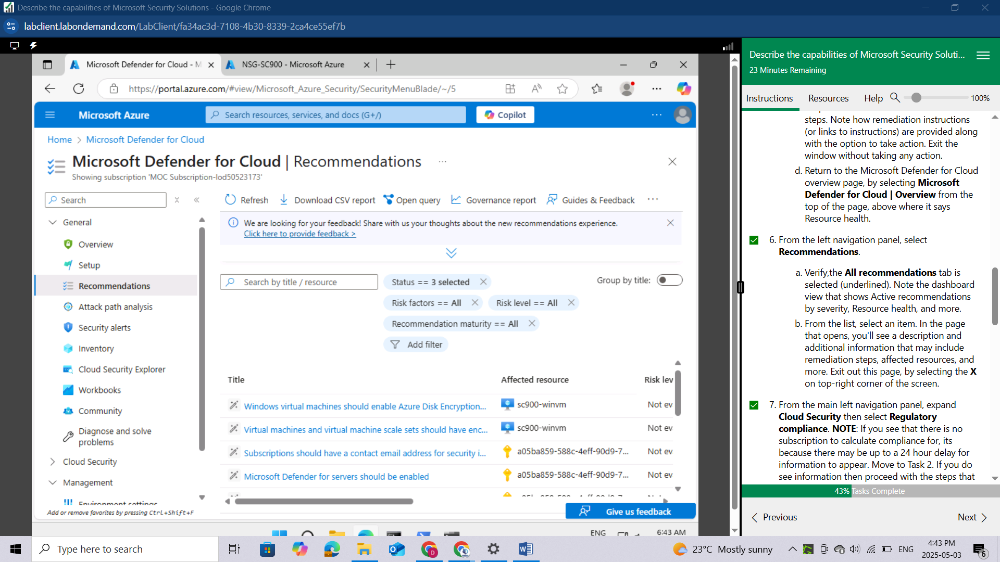 Describe the capabilities of Microsoft Security Solutions - Google Chrome
labclient.labondemand.com/LabClient/fa34ac3d-7108-4b30-8339-2ca4ce55ef7b
Microsoft Defender for Cloud - M
NSG-SC900 - Microsoft Azure
https://portal.azure.com/#view/Microsoft_Azure_Security/SecurityMenuBlade/~/5
Microsoft Azure
Search resources, services, and docs (G+/)
Copilot
Home > Microsoft Defender for Cloud
Microsoft Defender for Cloud | Recommendations
Showing subscription 'MOC Subscription-lod50523173'
Search
Refresh
Download CSV report
Open query
Governance report
Guides & Feedback
We are looking for your feedback! Share with us your thoughts about the new recommendations experience.
Click here to provide feedback >
General
Overview
Setup
Recommendations
Attack path analysis
Security alerts
Inventory
Cloud Security Explorer
Workbooks
Community
Diagnose and solve
problems
Cloud Security
Management
Environment settings
Add or remove favorites by pressing Ctrl+Shift+F
Search by title / resource
Status == 3 selected
Group by title:
Risk factors == All
Risk level == All
Recommendation maturity == All
Add filter
Title Affected resource Risk lev
Windows virtual machines should enable Azure Disk Encryption... sc900-winvm Not ev
Virtual machines and virtual machine scale sets should have enc... sc900-winvm Not ev
Subscriptions should have a contact email address for security i... a05ba859-588c-4eff-90d9-7... Not ev
Microsoft Defender for servers should be enabled a05ba859-588c-4eff-90d9-7... Not ev
Give us feedback
ENG
6:43 AM
Describe the capabilities of Microsoft Security Soluti...
23 Minutes Remaining
Instructions
Resources
Help
100%
steps. Note how remediation instructions
(or links to instructions) are provided along
with the option to take action. Exit the
window without taking any action.
d. Return to the Microsoft Defender for Cloud
overview page, by selecting Microsoft
Defender for Cloud | Overview from the
top of the page, above where it says
Resource health.
6. From the left navigation panel, select
Recommendations.
a. Verify,the All recommendations tab is
selected (underlined). Note the dashboard
view that shows Active recommendations
by severity, Resource health, and more.
b. From the list, select an item. In the page
that opens, you'll see a description and
additional information that may include
remediation steps, affected resources, and
more. Exit out this page, by selecting the X
on top-right corner of the screen.
7. From the main left navigation panel, expand
Cloud Security then select Regulatory
compliance. NOTE: If you see that there is no
subscription to calculate compliance for, its
because there may be up to a 24 hour delay for
information to appear. Move to Task 2. If you do
see information then proceed with the steps that
43% Tasks Complete
Previous
Next
Type here to search
23°C Mostly sunny
ENG
4:43 PM
2025-05-03
6